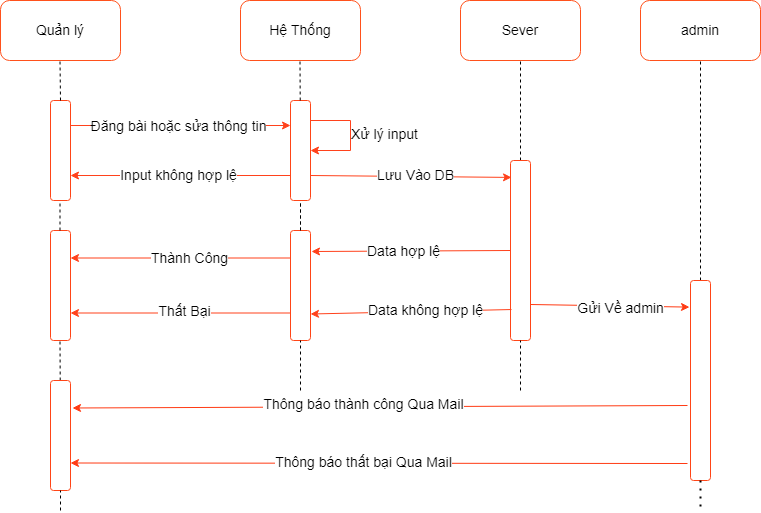 Quản lý
Hệ Thống
Sever
admin
Đăng bài hoặc sửa thông tin
Xử lý input
Input không hợp lệ
Lưu Vào DB
Data hợp lệ
Thành Công
Gửi Về admin
Data không hợp lệ
Thất Bại
Thông báo thành công Qua Mail
Thông báo thất bại Qua Mail